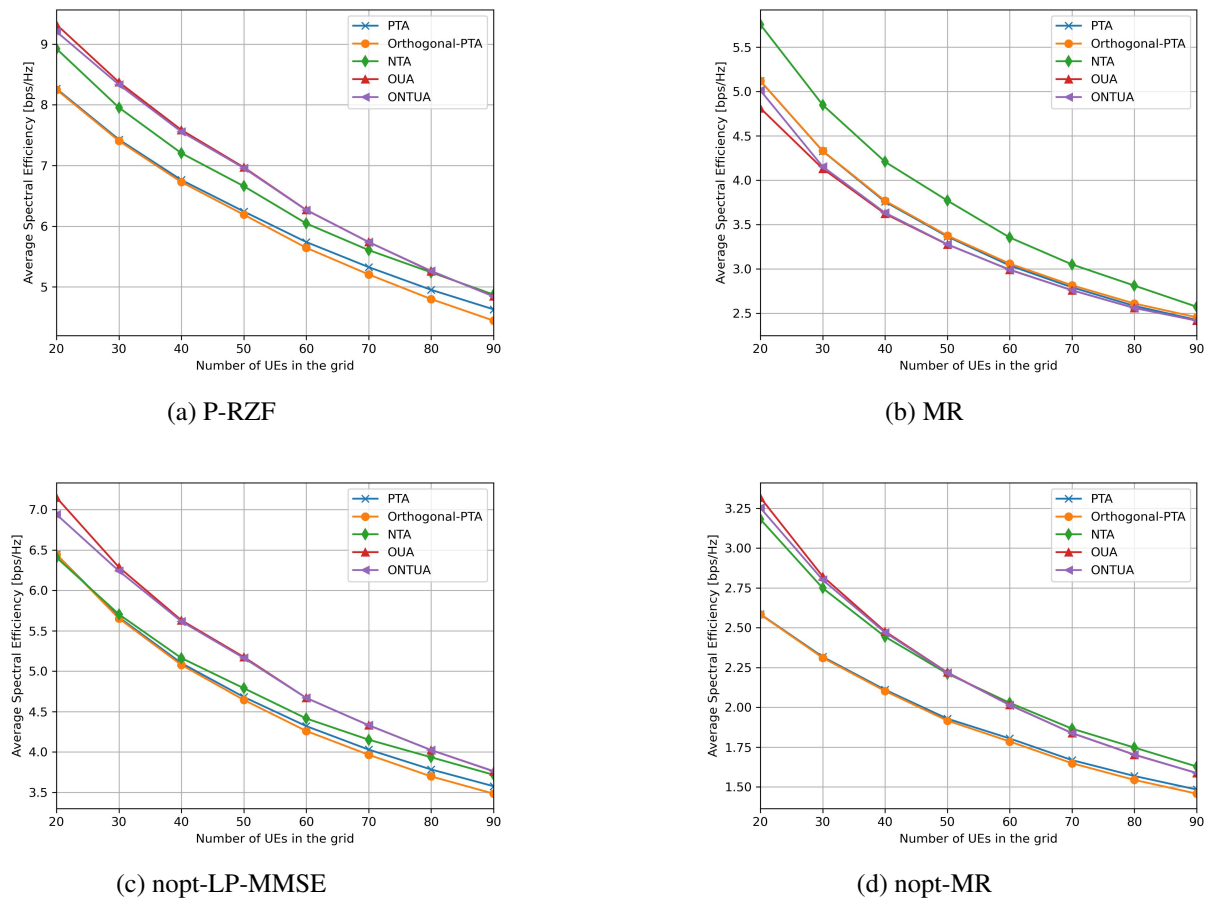 9
8
7
6
5
20 30 40 50 60 70 80 90
Average Spectral Efficiency [bps/Hz]
Number of UEs in the grid
PTA
Orthogonal-PTA
NTA
OUA
ONTUA
(a) P-RZF
5.5
5.0
4.5
4.0
3.5
3.0
2.5
20 30 40 50 60 70 80 90
Average Spectral Efficiency [bps/Hz]
Number of UEs in the grid
PTA
Orthogonal-PTA
NTA
OUA
ONTUA
(b) MR
7.0
6.5
6.0
5.5
5.0
4.5
4.0
3.5
20 30 40 50 60 70 80 90
Average Spectral Efficiency [bps/Hz]
Number of UEs in the grid
PTA
Orthogonal-PTA
NTA
OUA
ONTUA
(c) nopt-LP-MMSE
3.25
3.00
2.75
2.50
2.25
2.00
1.75
1.50
20 30 40 50 60 70 80 90
Average Spectral Efficiency [bps/Hz]
Number of UEs in the grid
PTA
Orthogonal-PTA
NTA
OUA
ONTUA
(d) nopt-MR